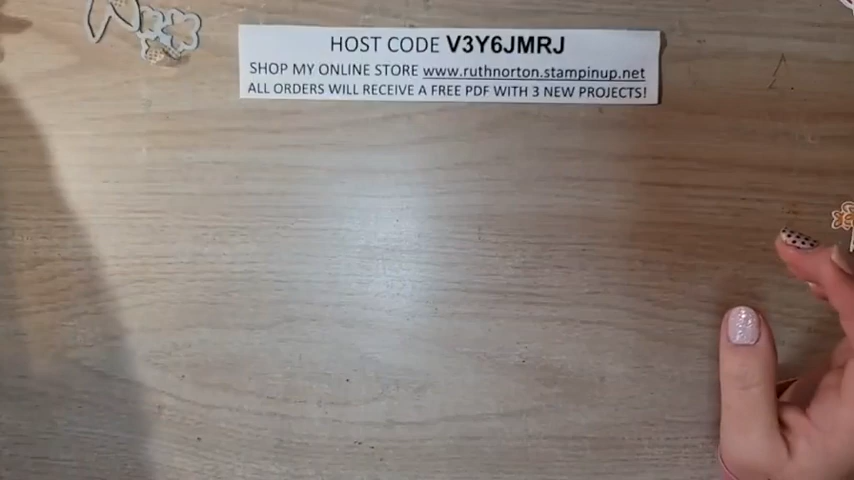 HOST CODE V3Y6JMRJ
SHOP MY ONLINE STORE www.ruthnorton.stampinup.net
ALL ORDERS WILL RECEIVE A FREE PDF WITH 3 NEW PROJECTS!